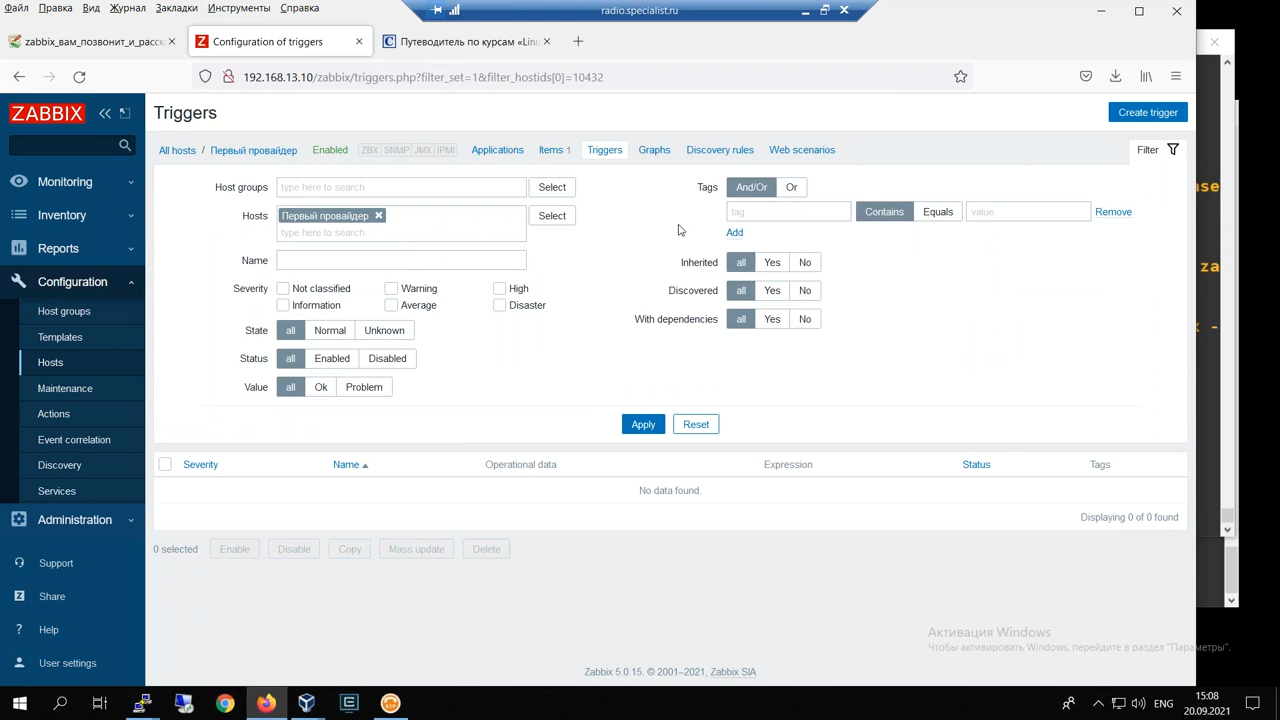 Файл Правка Вид Журнал Закладки Инструменты Справка
radio.specialist.ru
zabbix_вам_позвонит_и_расск
Configuration of triggers
Путеводитель по курсам «Linu
192.168.13.10/zabbix/triggers.php?filter_set=1&filter_hostids[0]=10432
ZABBIX
Triggers
Create trigger
All hosts / Первый провайдер Enabled ZBX SNMP JMX IPMI Applications Items 1 Triggers Graphs Discovery rules Web scenarios
Filter
Monitoring
Inventory
Reports
Configuration
Host groups
Templates
Hosts
Maintenance
Actions
Event correlation
Discovery
Services
Administration
Support
Share
Help
User settings
Host groups type here to search Select
Hosts Первый провайдер Select
type here to search
Name
Severity Not classified Warning High
Information Average Disaster
State all Normal Unknown
Status all Enabled Disabled
Value all Ok Problem
Tags And/Or Or
tag Contains Equals value Remove
Add
Inherited all Yes No
Discovered all Yes No
With dependencies all Yes No
Apply Reset
Severity Name Operational data Expression Status Tags
No data found.
Displaying 0 of 0 found
0 selected Enable Disable Copy Mass update Delete
se
za
x -
Активация Windows
Чтобы активировать Windows, перейдите в раздел "Параметры".
Zabbix 5.0.15. © 2001–2021, Zabbix SIA
ENG
15:08
20.09.2021